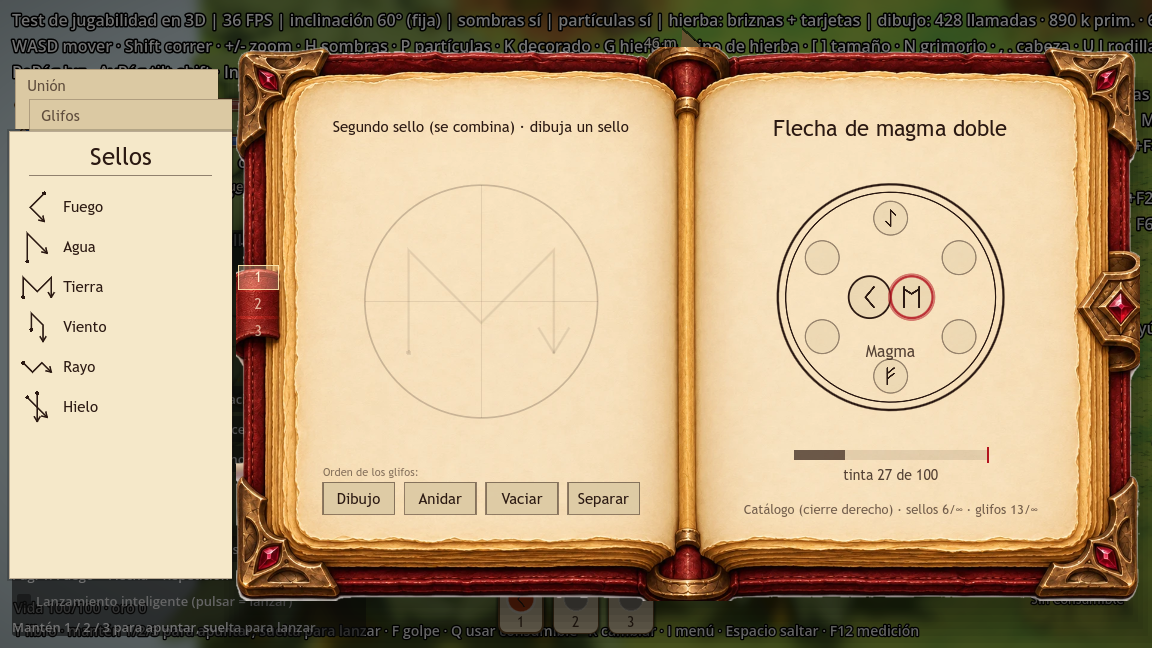 Test de jugabilidad en 3D | 36 FPS | inclinación 60° (fija) | sombras sí | partículas sí | hierba: briznas + tarjetas | dibujo: 428 llamadas · 890 k prim. · 6
WASD mover · Shift correr · +/- zoom · H sombras · P partículas · K decorado · G
de hierba · [ ] tamaño · N grimorio · , . cabeza · U I rodilla
Unión
Glifos
Sellos
Fuego
Agua
Tierra
Viento
Rayo
Hielo
1
2
3
Segundo sello (se combina) · dibuja un sello
Orden de los glifos:
Dibujo
Anidar
Vaciar
Separar
Flecha de magma doble
Magma
tinta 27 de 100
Catálogo (cierre derecho) · sellos 6/∞ · glifos 13/∞
Lanzamiento inteligente (pulsar = lanzar)
Vida 100/100 · oro 0
Mantén 1 / 2 / 3 para apuntar, suelta para lanzar
1
2
3
· F golpe · Q usar
· I menú · Espacio saltar · F12 medición